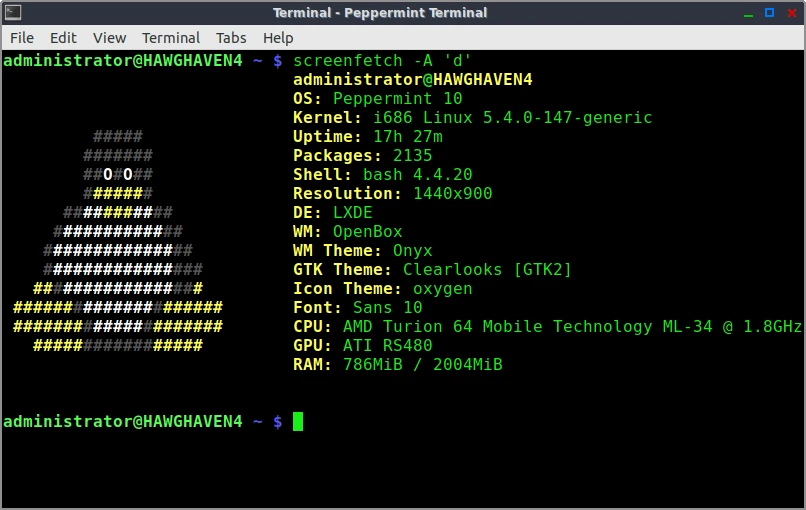 Terminal - Peppermint Terminal
File Edit View Terminal Tabs Help
administrator@HAWGHAVEN4 ~ $ screenfetch -A 'd'
administrator@HAWGHAVEN4
OS: Peppermint 10
Kernel: i686 Linux 5.4.0-147-generic
##### Uptime: 17h 27m
####### Packages: 2135
##O#O## Shell: bash 4.4.20
####### Resolution: 1440x900
########### DE: LXDE
############# WM: OpenBox
############### WM Theme: Onyx
################ GTK Theme: Clearlooks [GTK2]
################# Icon Theme: oxygen
##################### Font: Sans 10
##################### CPU: AMD Turion 64 Mobile Technology ML-34 @ 1.8GHz
################# GPU: ATI RS480
RAM: 786MiB / 2004MiB
administrator@HAWGHAVEN4 ~ $